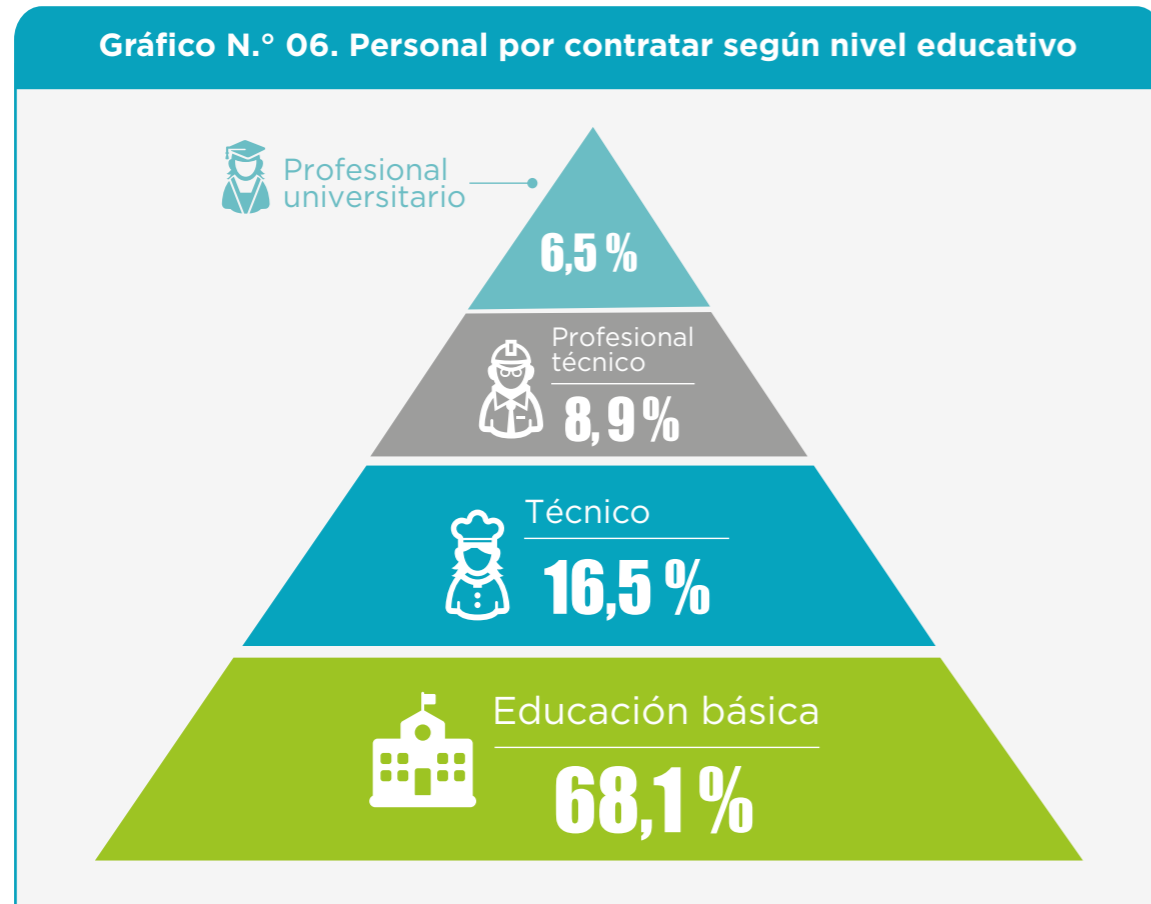 Gráfico N.° 06. Personal por contratar según nivel educativo
Profesional
universitario
6,5 %
Profesional
técnico
8, 9 %
Técnico
16,5 %
Educación básica
68,1 %